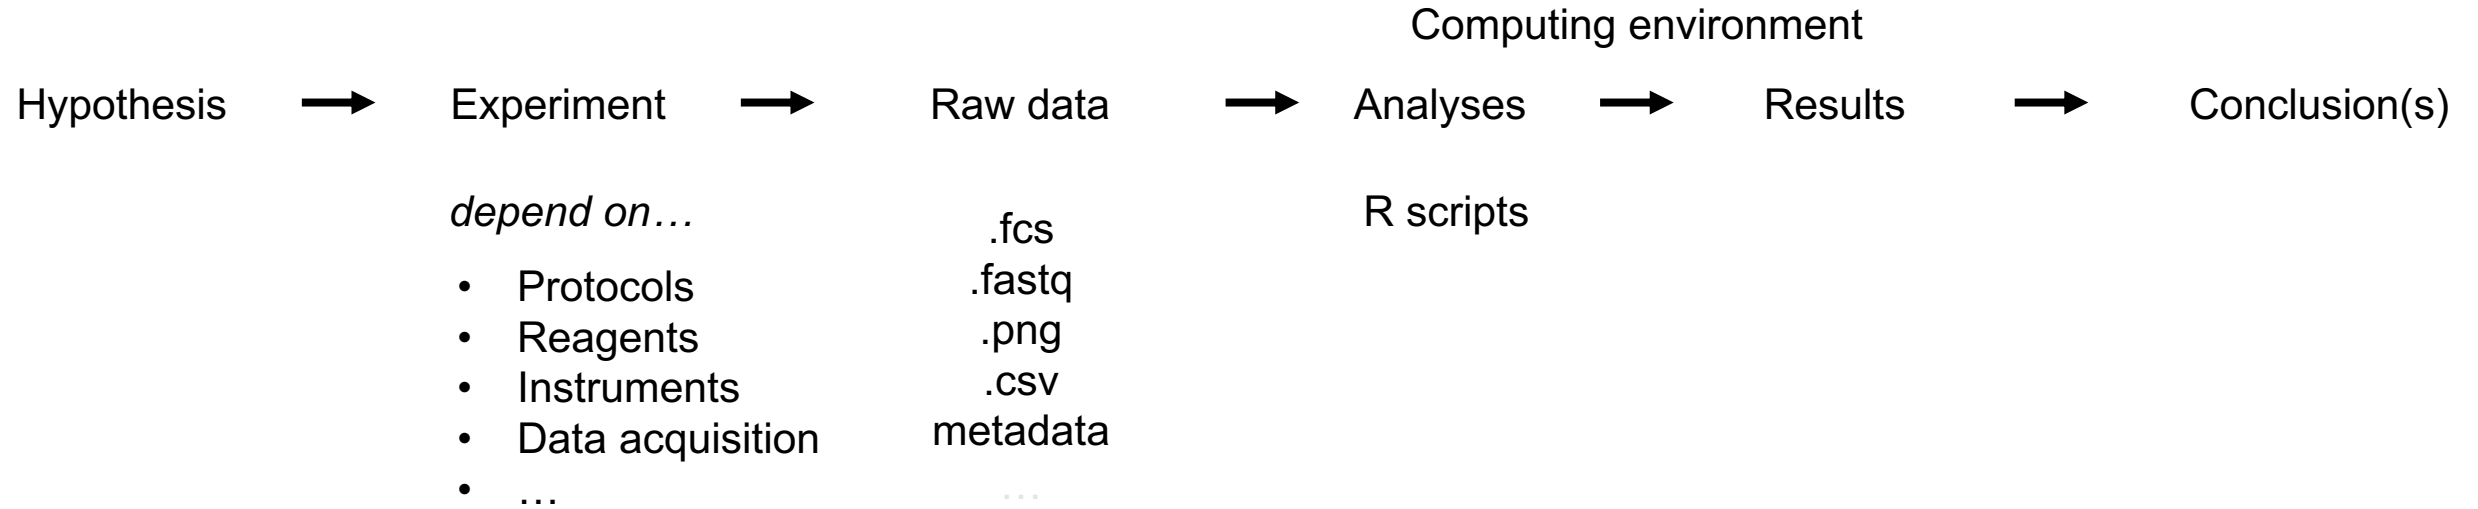 Computing environment
Hypothesis
Experiment
Raw data
Analyses
Results
Conclusion(s)
depend on…
• Protocols
• Reagents
• Instruments
• Data acquisition
• …
.fcs
.fastq
.png
.csv
metadata
…
R scripts